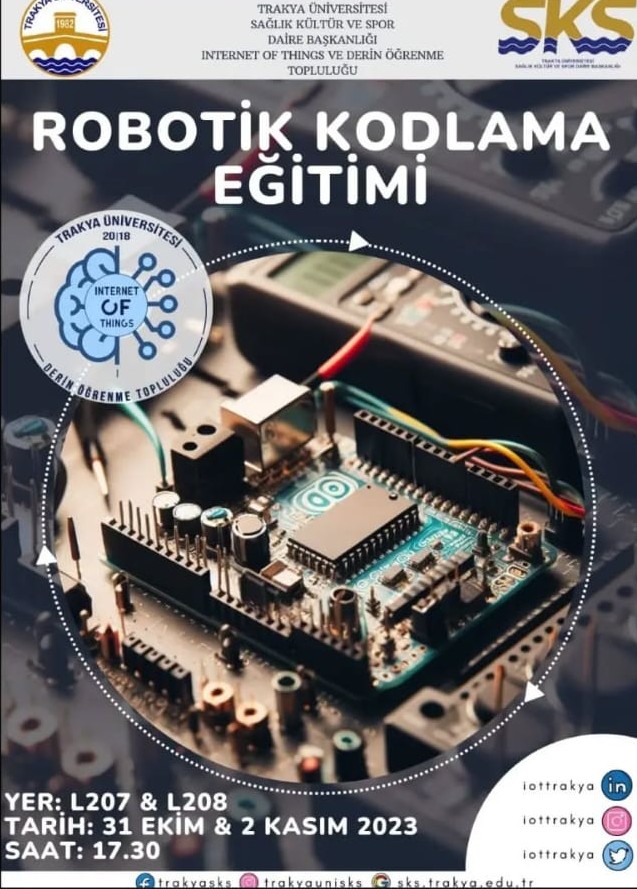 TRAKYA ÜNİVERSİTESİ
1982
TRAKYA ÜNİVERSİTESİ
SAĞLIK KÜLTÜR VE SPOR
DAİRE BAŞKANLIĞI
INTERNET OF THINGS VE DERİN ÖĞRENME
TOPLULUĞU
SKS
TRAKYA ÜNİVERSİTESİ
SAĞLIK KÜLTÜR VE SPOR DAİRE BAŞKANLIĞI
ROBOTİK KODLAMA
EĞİTİMİ
TRAKYA ÜNİVERSİTESİ
20|18
INTERNET
OF
THINGS
DERİN ÖĞRENME TOPLULUĞU
YER: L207 & L208
TARİH: 31 EKİM & 2 KASIM 2023
SAAT: 17.30
iottrakya in
iottrakya
iottrakya
trakyasks trakyaunisks sks.trakya.edu.tr